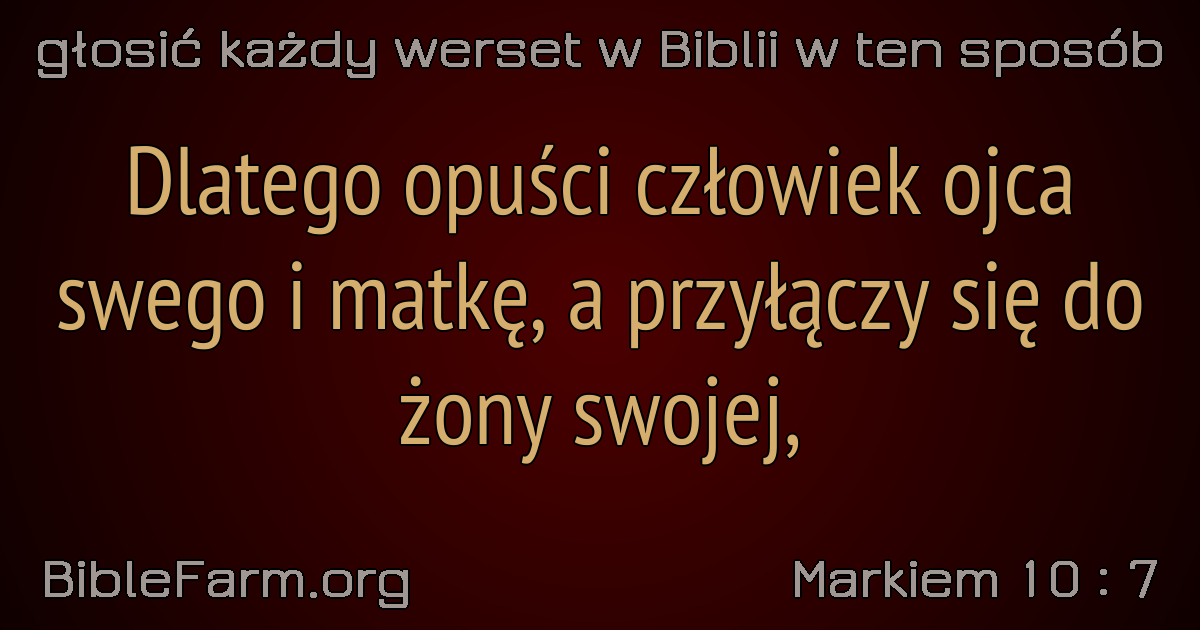 głosić każdy werset w Biblii w ten sposób
Dlatego opuści człowiek ojca
swego i matkę, a przyłączy się do
żony swojej,
BibleFarm.org
Markiem 10 : 7